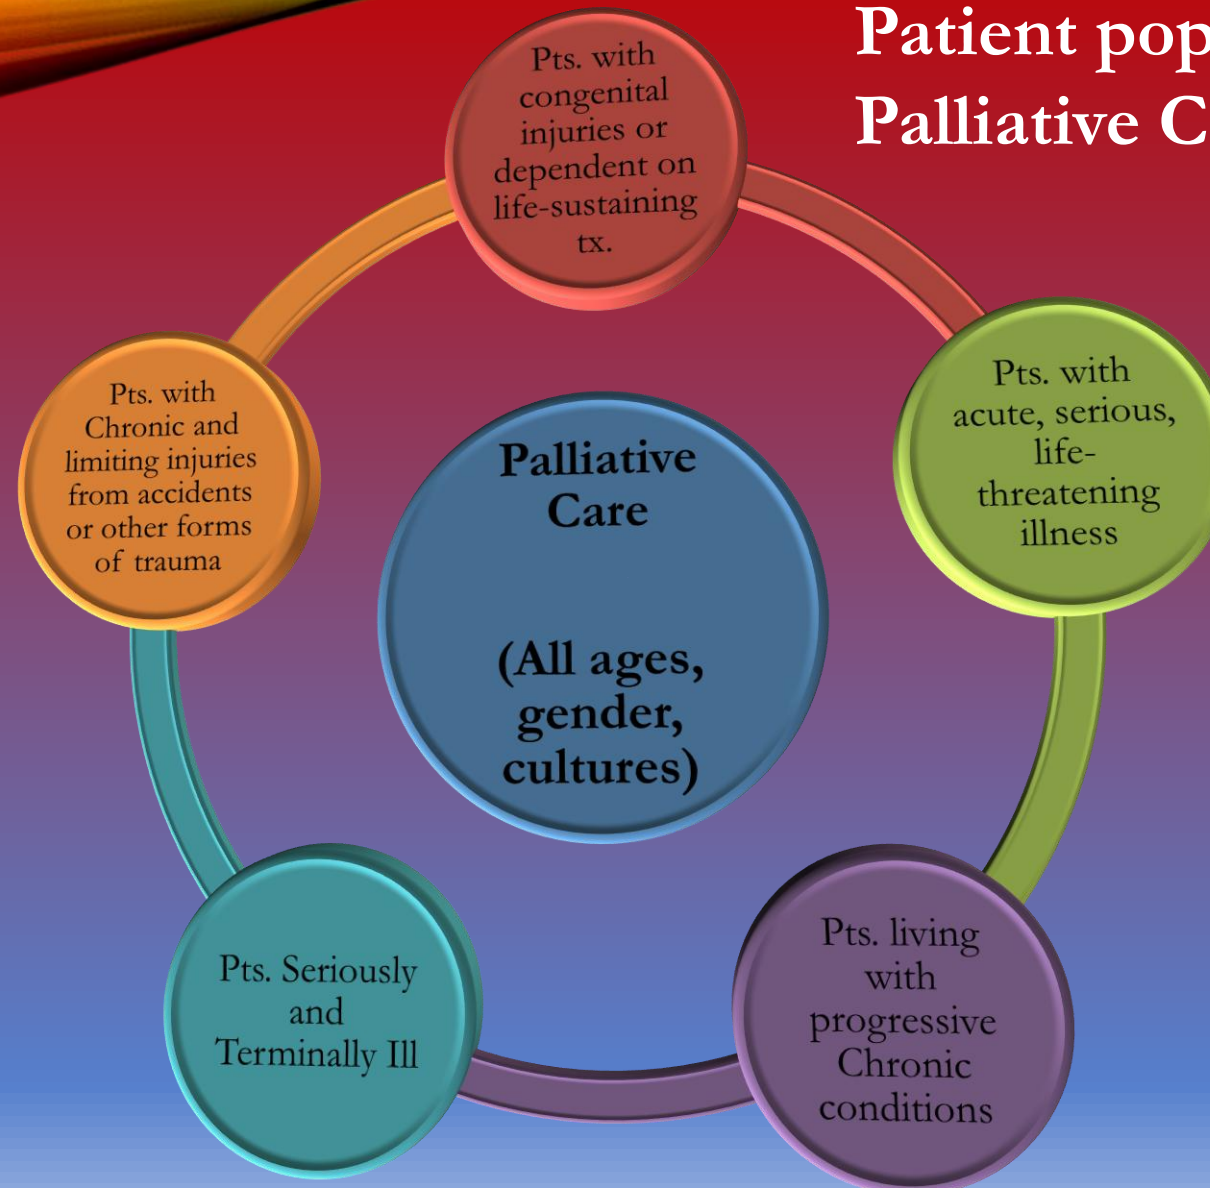 Patient pop
Palliative C
Pts. with
congenital
injuries or
dependent on
life-sustaining
tx.
Pts. with
acute, serious,
life-
threatening
illness
Pts. living
with
progressive
Chronic
conditions
Pts. Seriously
and
Terminally Ill
Pts. with
Chronic and
limiting injuries
from accidents
or other forms
of trauma
Palliative
Care
(All ages,
gender,
cultures)